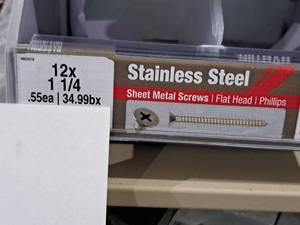 12x
1 1/4
.55ea | 34.99bx
Stainless Steel
Sheet Metal Screws | Flat Head | Phillips